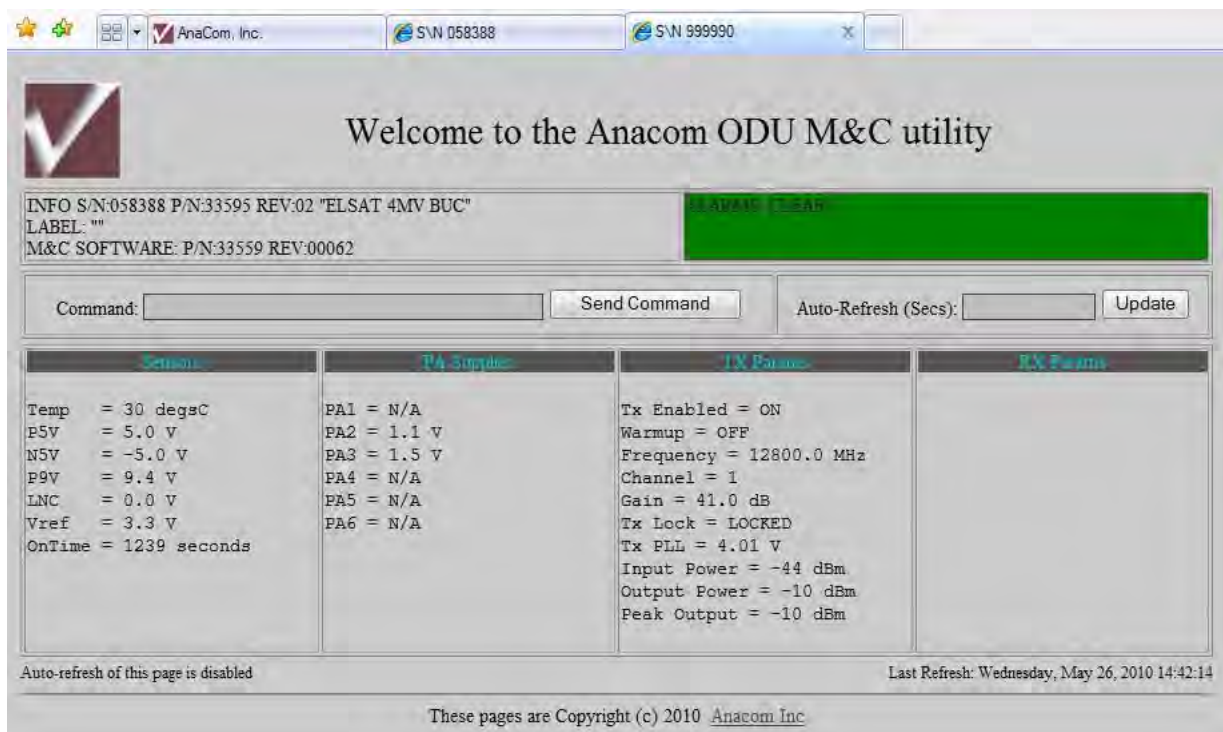 AnaCom, Inc.
S\N 058388
S\N 999990
Welcome to the Anacom ODU M&C utility
INFO S/N:058388 P/N:33595 REV:02 "ELSAT 4MV BUC"
LABEL: ""
M&C SOFTWARE: P/N:33559 REV:00062
ALARMS CLEAR
Command:
Send Command
Auto-Refresh (Secs):
Update
Sensors
Temp = 30 degsC
P5V = 5.0 V
N5V = -5.0 V
P9V = 9.4 V
LNC = 0.0 V
Vref = 3.3 V
OnTime = 1239 seconds
PA Supplies
PA1 = N/A
PA2 = 1.1 V
PA3 = 1.5 V
PA4 = N/A
PA5 = N/A
PA6 = N/A
TX Params
Tx Enabled = ON
Warmup = OFF
Frequency = 12800.0 MHz
Channel = 1
Gain = 41.0 dB
Tx Lock = LOCKED
Tx PLL = 4.01 V
Input Power = -44 dBm
Output Power = -10 dBm
Peak Output = -10 dBm
RX Params
Auto-refresh of this page is disabled
Last Refresh: Wednesday, May 26, 2010 14:42:14
These pages are Copyright (c) 2010 Anacom Inc